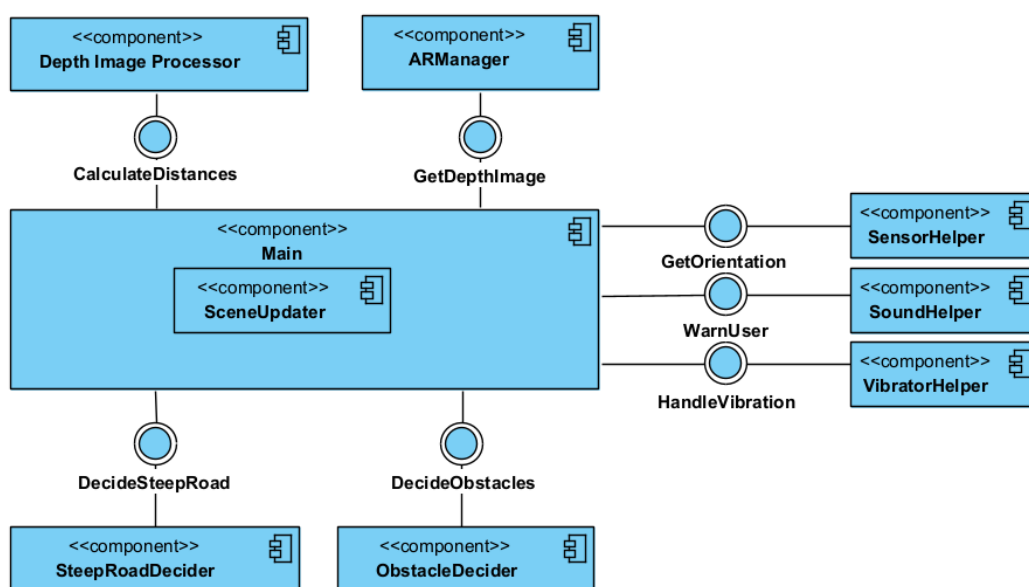 <<component>>
Depth Image Processor
<<component>>
ARManager
CalculateDistances
GetDepthImage
<<component>>
Main
<<component>>
SceneUpdater
GetOrientation
<<component>>
SensorHelper
WarnUser
<<component>>
SoundHelper
HandleVibration
<<component>>
VibratorHelper
DecideSteepRoad
DecideObstacles
<<component>>
SteepRoadDecider
<<component>>
ObstacleDecider